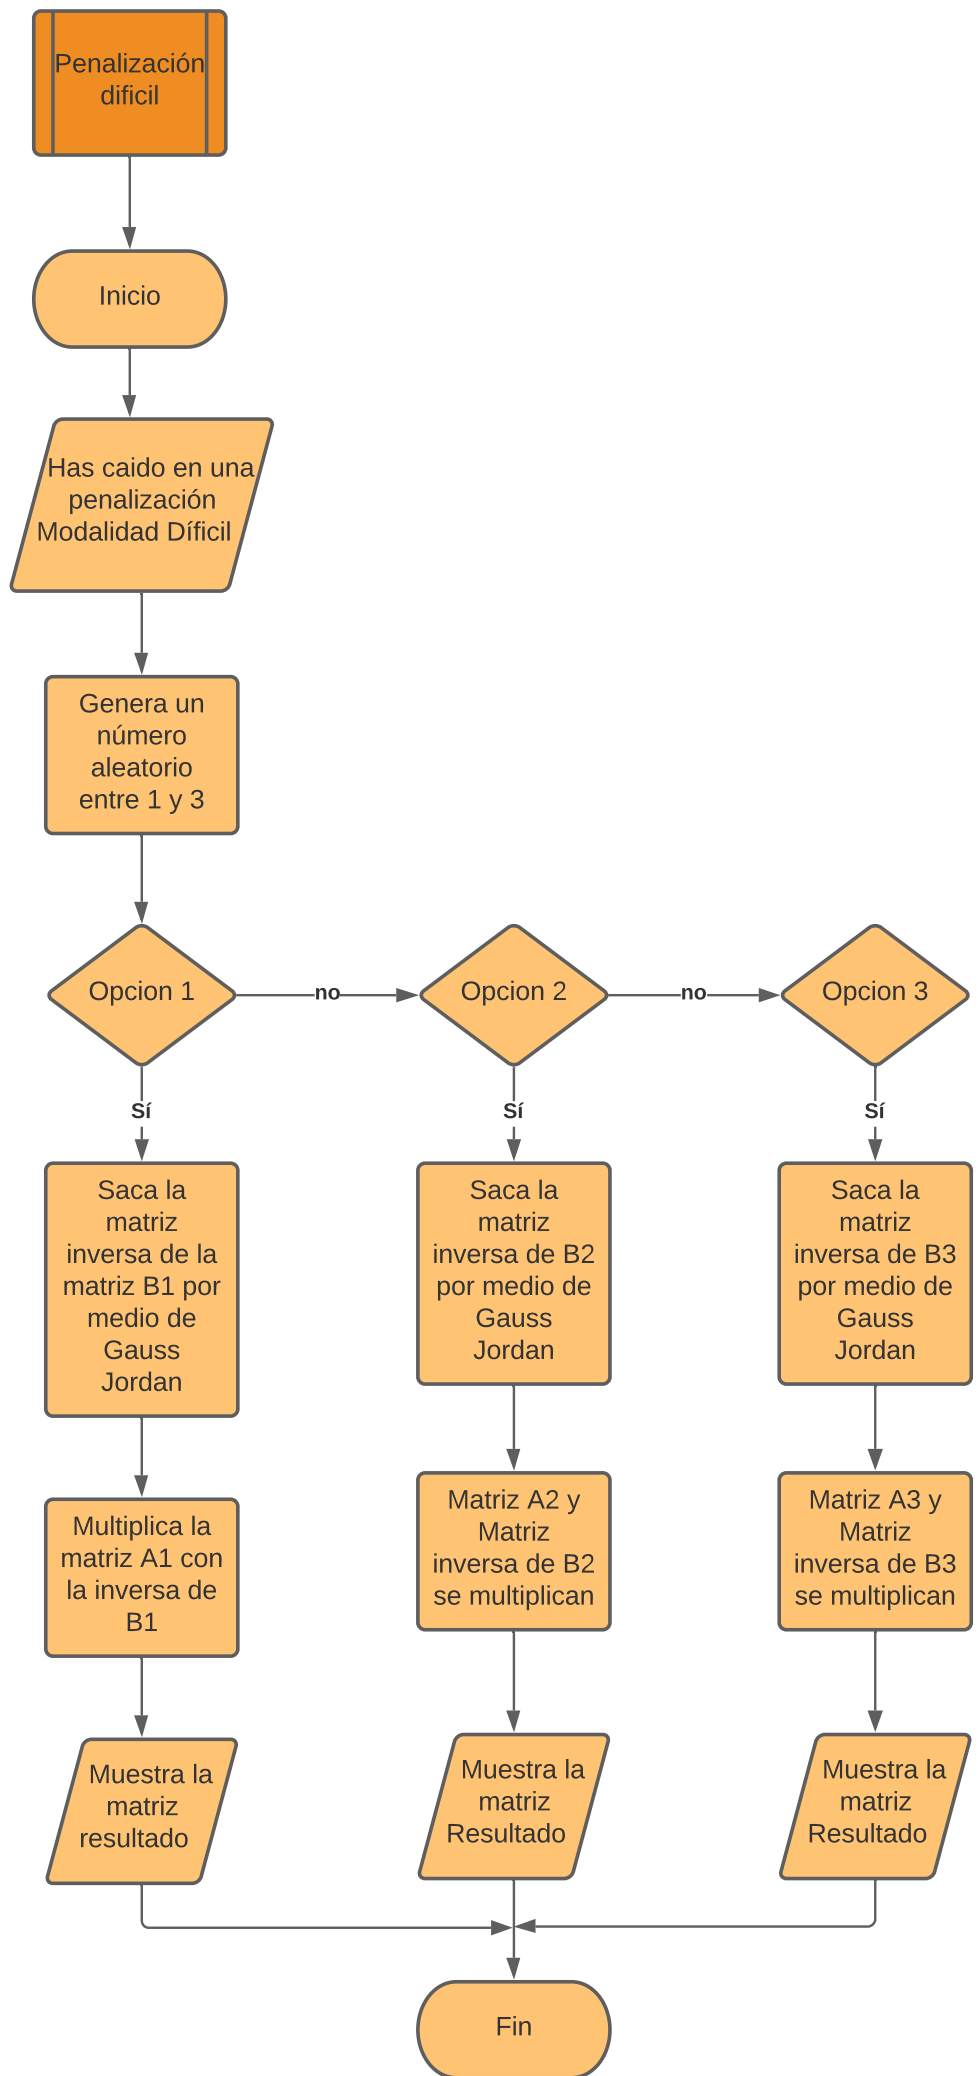 Penalización
dificil
Inicio
Has caido en una
penalización
Modalidad Díficil
Genera un
número
aleatorio
entre 1 y 3
Opcion 1
no
Opcion 2
no
Opcion 3
Sí
Sí
Sí
Saca la
matriz
inversa de la
matriz B1 por
medio de
Gauss
Jordan
Saca la
matriz
inversa de B2
por medio de
Gauss
Jordan
Saca la
matriz
inversa de B3
por medio de
Gauss
Jordan
Multiplica la
matriz A1 con
la inversa de
B1
Matriz A2 y
Matriz
inversa de B2
se multiplican
Matriz A3 y
Matriz
inversa de B3
se multiplican
Muestra la
matriz
resultado
Muestra la
matriz
Resultado
Muestra la
matriz
Resultado
Fin